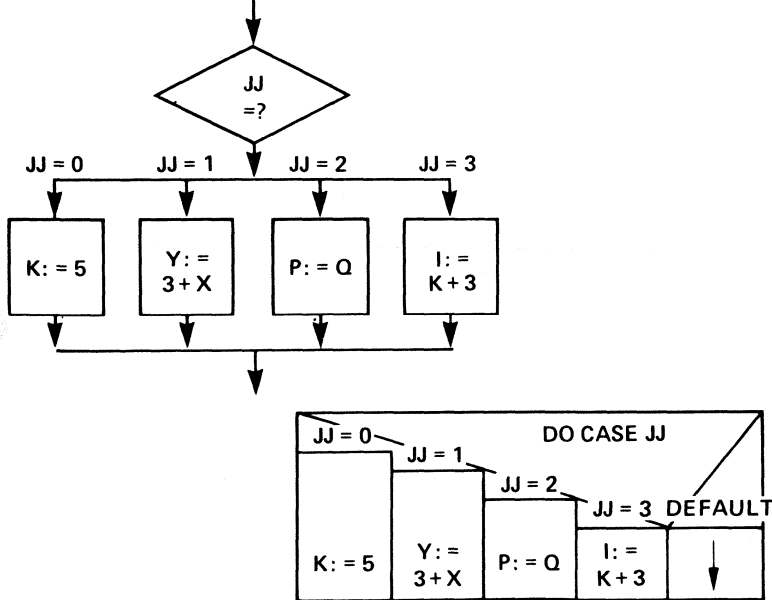 JJ
=?
JJ = 0 JJ = 1 JJ = 2 JJ = 3
K: = 5
Y: =
3 + X
P: = Q
I: =
K + 3
DO CASE JJ
JJ = 0
JJ = 1
JJ = 2
JJ = 3 DEFAULT
K: = 5
Y: =
3 + X
P: = Q
I: =
K + 3